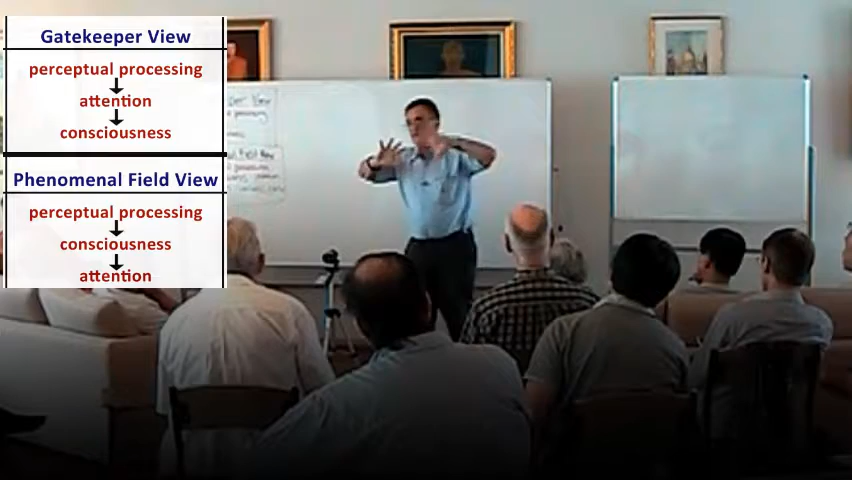 Gatekeeper View
perceptual processing
attention
consciousness
Phenomenal Field View
perceptual processing
consciousness
attention